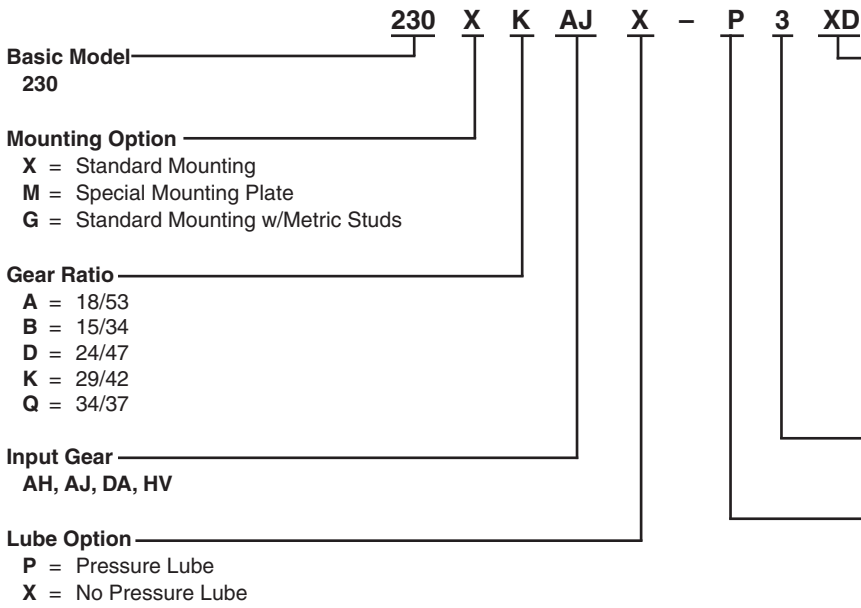 230 X K AJ X – P 3 XD
Basic Model
230
Mounting Option
X = Standard Mounting
M = Special Mounting Plate
G = Standard Mounting w/Metric Studs
Gear Ratio
A = 18/53
B = 15/34
D = 24/47
K = 29/42
Q = 34/37
Input Gear
AH, AJ, DA, HV
Lube Option
P = Pressure Lube
X = No Pressure Lube